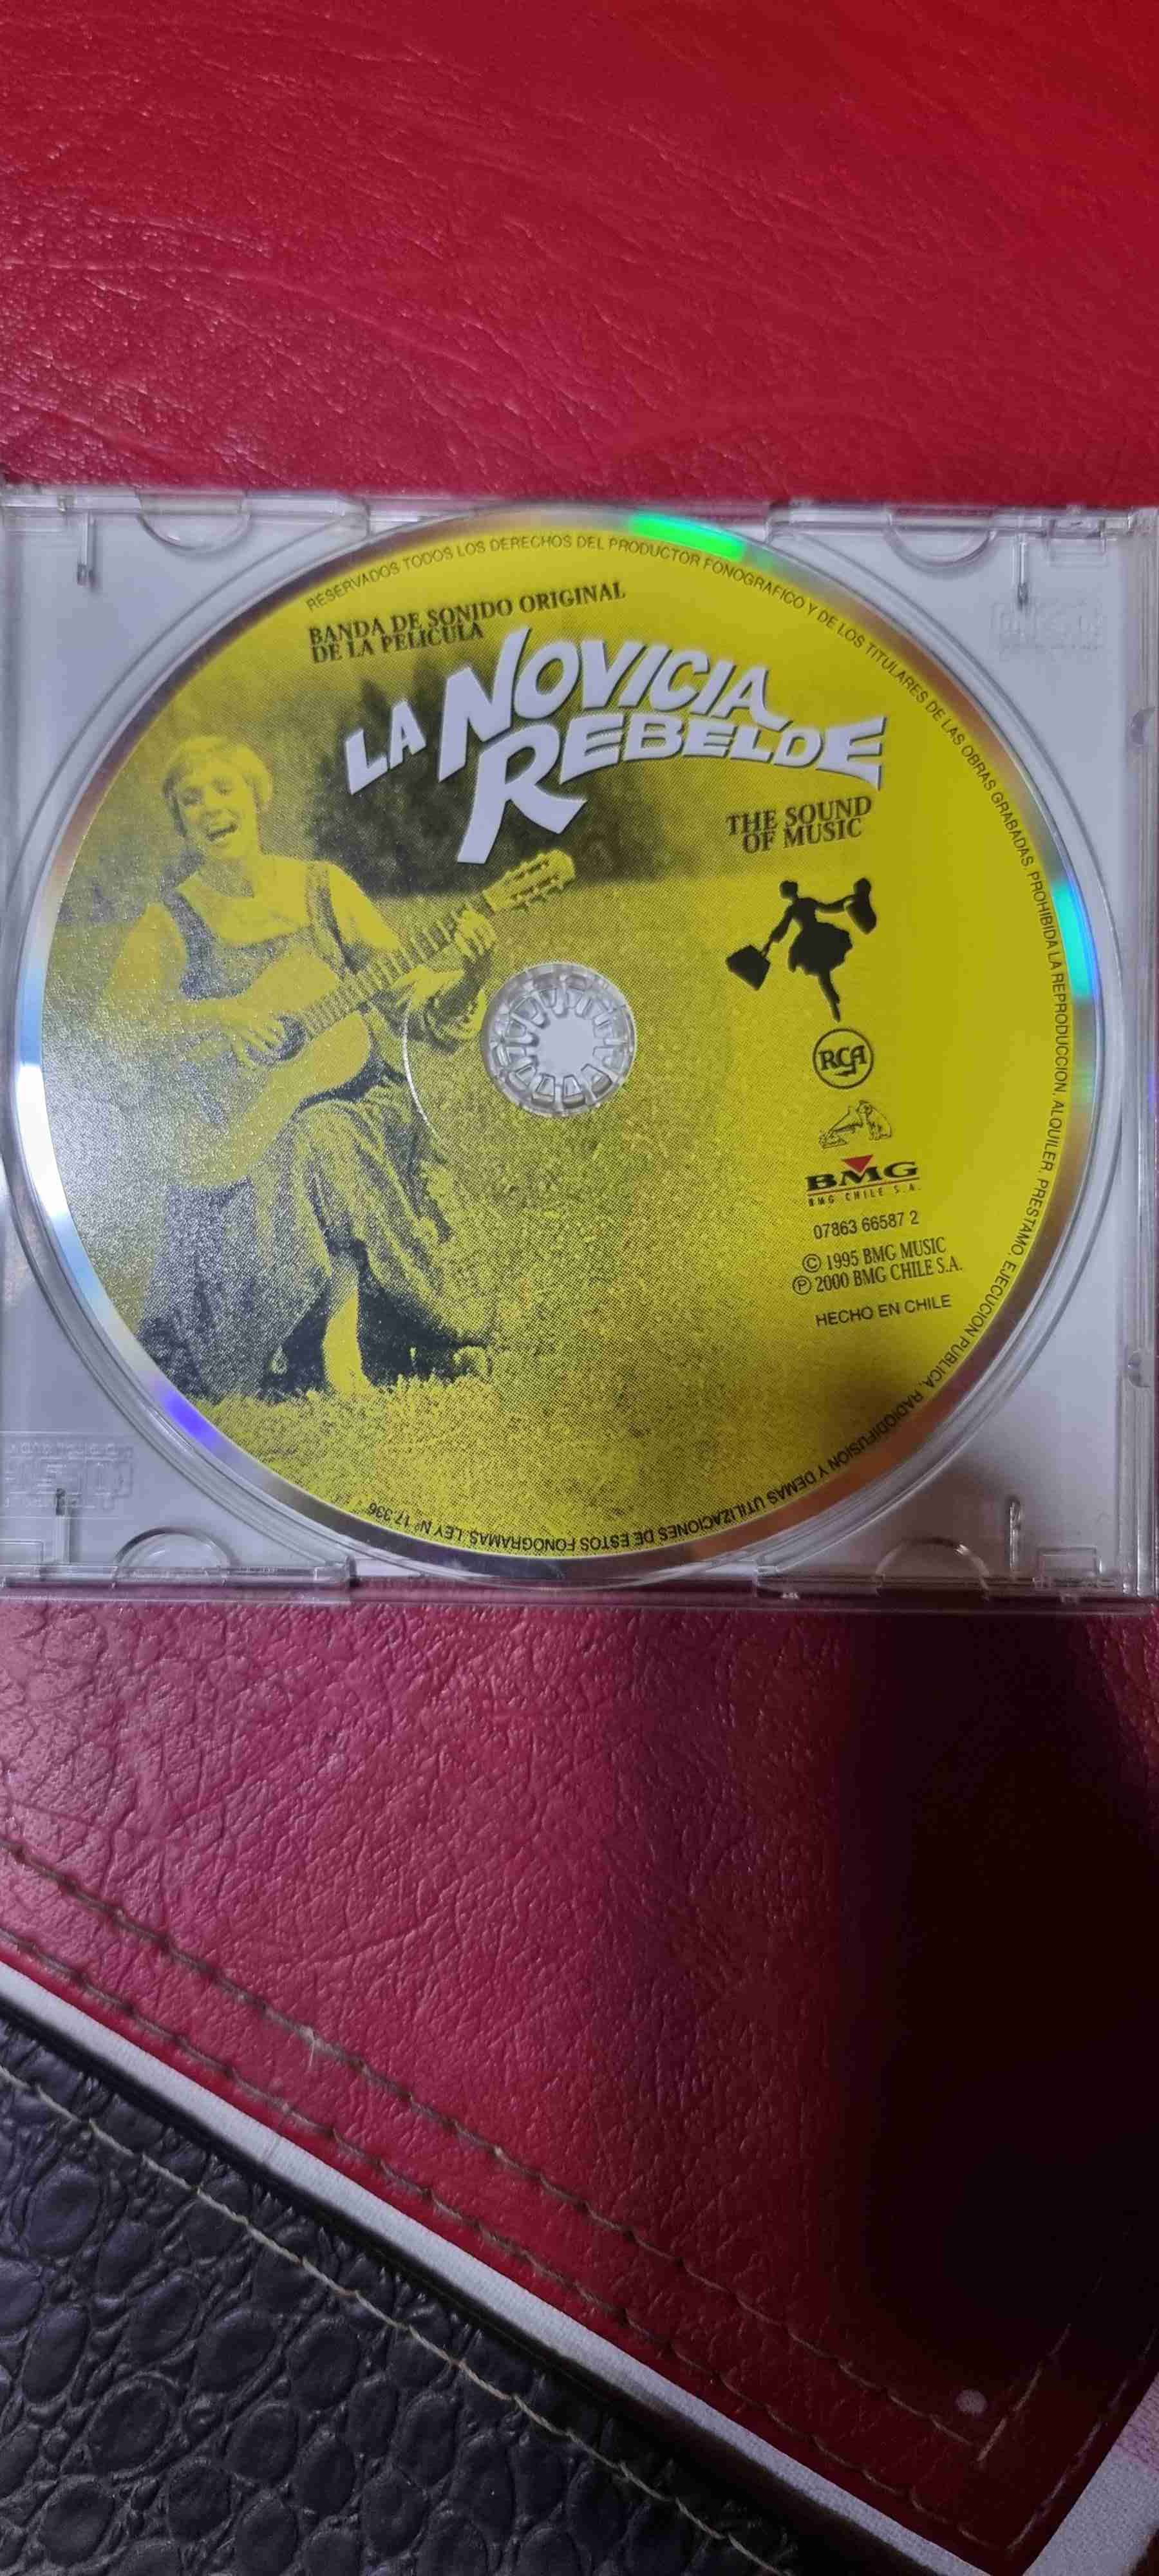 RESERVADOS TODOS LOS DERECHOS DEL PRODUCTOR FONOGRAFICO Y DE LOS TITULARES DE LAS OBRAS GRABADAS. PROHIBIDA LA REPRODUCCION, ALQUILER, PRESTAMO, EJECUCION PUBLICA, RADIODIFUSION Y DEMAS UTILIZACIONES DE ESTOS FONOGRAMAS. LEY Nº 17.336
BANDA DE SONIDO ORIGINAL
DE LA PELICULA
LA NOVICIA
REBELDE
THE SOUND
OF MUSIC
RCA
BMG
BMG CHILE S.A.
07863 66587 2
© 1995 BMG MUSIC
℗ 2000 BMG CHILE S.A.
HECHO EN CHILE